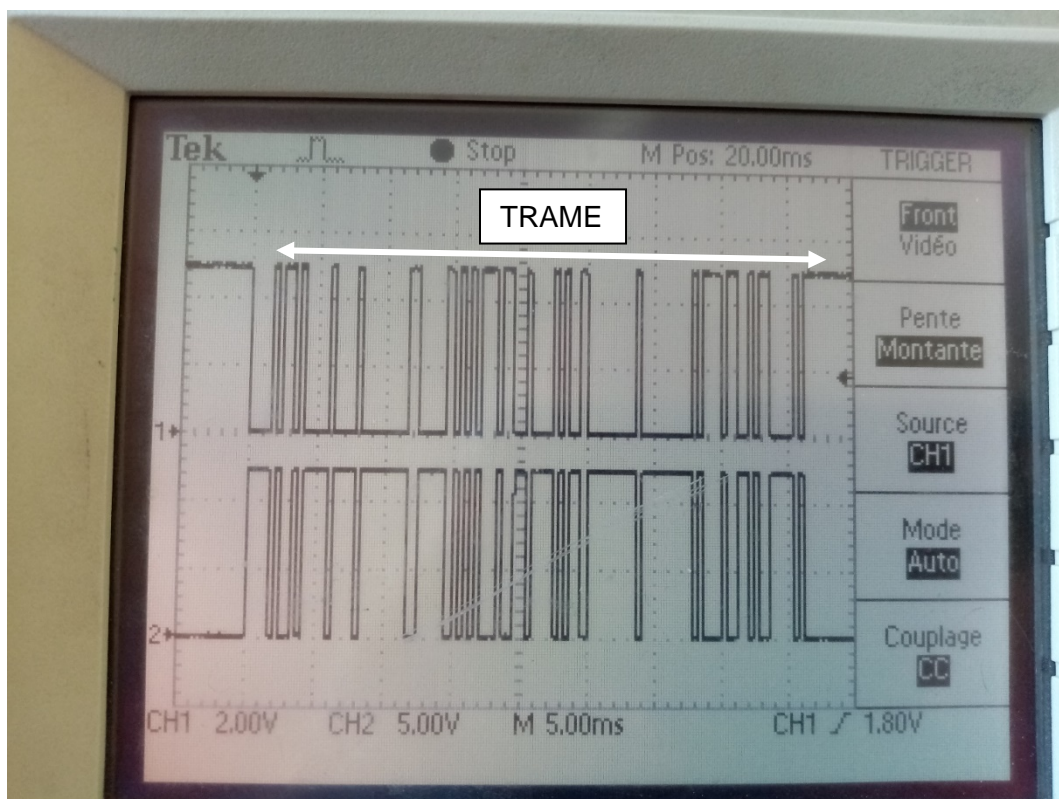 Tek Stop M Pos: 20.00ms TRIGGER
TRAME
Front
Vidéo
Pente
Montante
Source
CH1
Mode
Auto
Couplage
CC
1
2
CH1 2.00V CH2 5.00V M 5.00ms CH1 1.80V